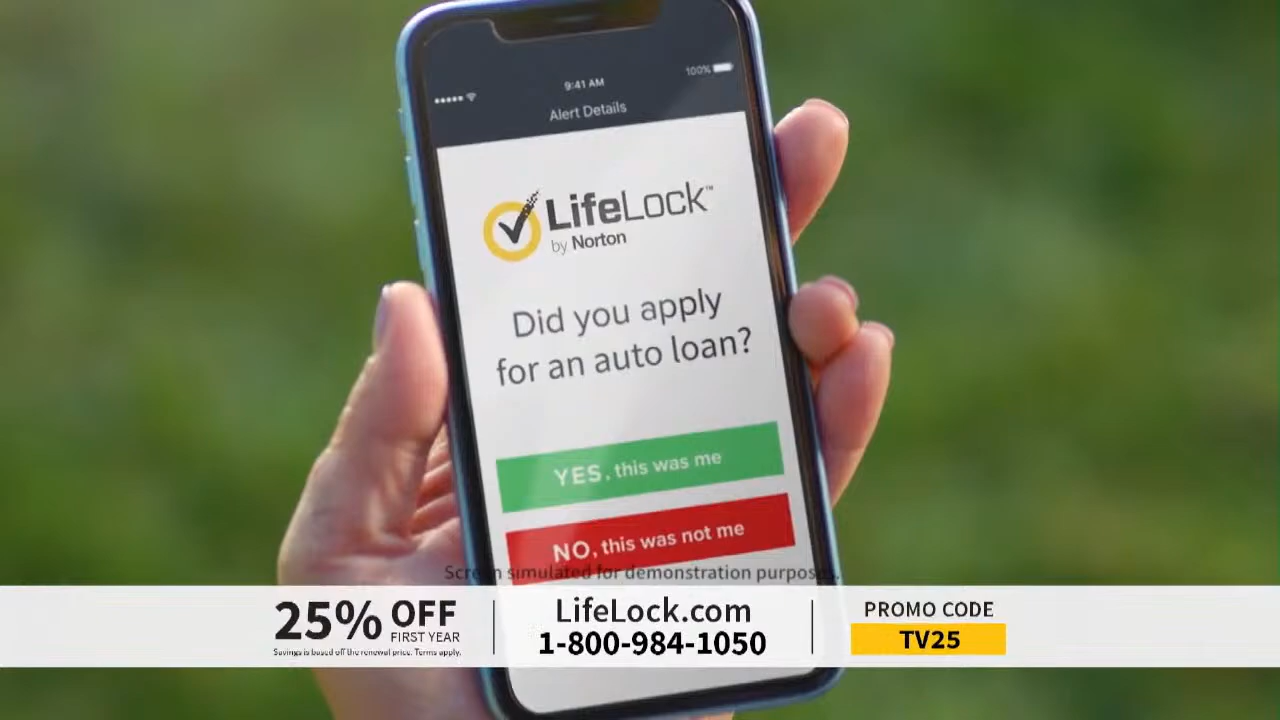 9:41 AM
100%
Alert Details
LifeLock™
by Norton
Did you apply
for an auto loan?
YES, this was me
NO, this was not me
Screen simulated for demonstration purposes.
25% OFF
FIRST YEAR
Savings is based off the renewal price. Terms apply.
LifeLock.com
1-800-984-1050
PROMO CODE
TV25